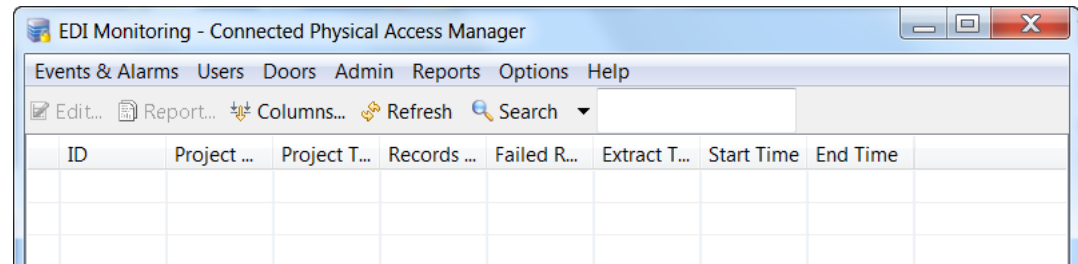 EDI Monitoring - Connected Physical Access Manager
Events & Alarms Users Doors Admin Reports Options Help
Edit... Report... Columns... Refresh Search
ID Project ... Project T... Records ... Failed R... Extract T... Start Time End Time